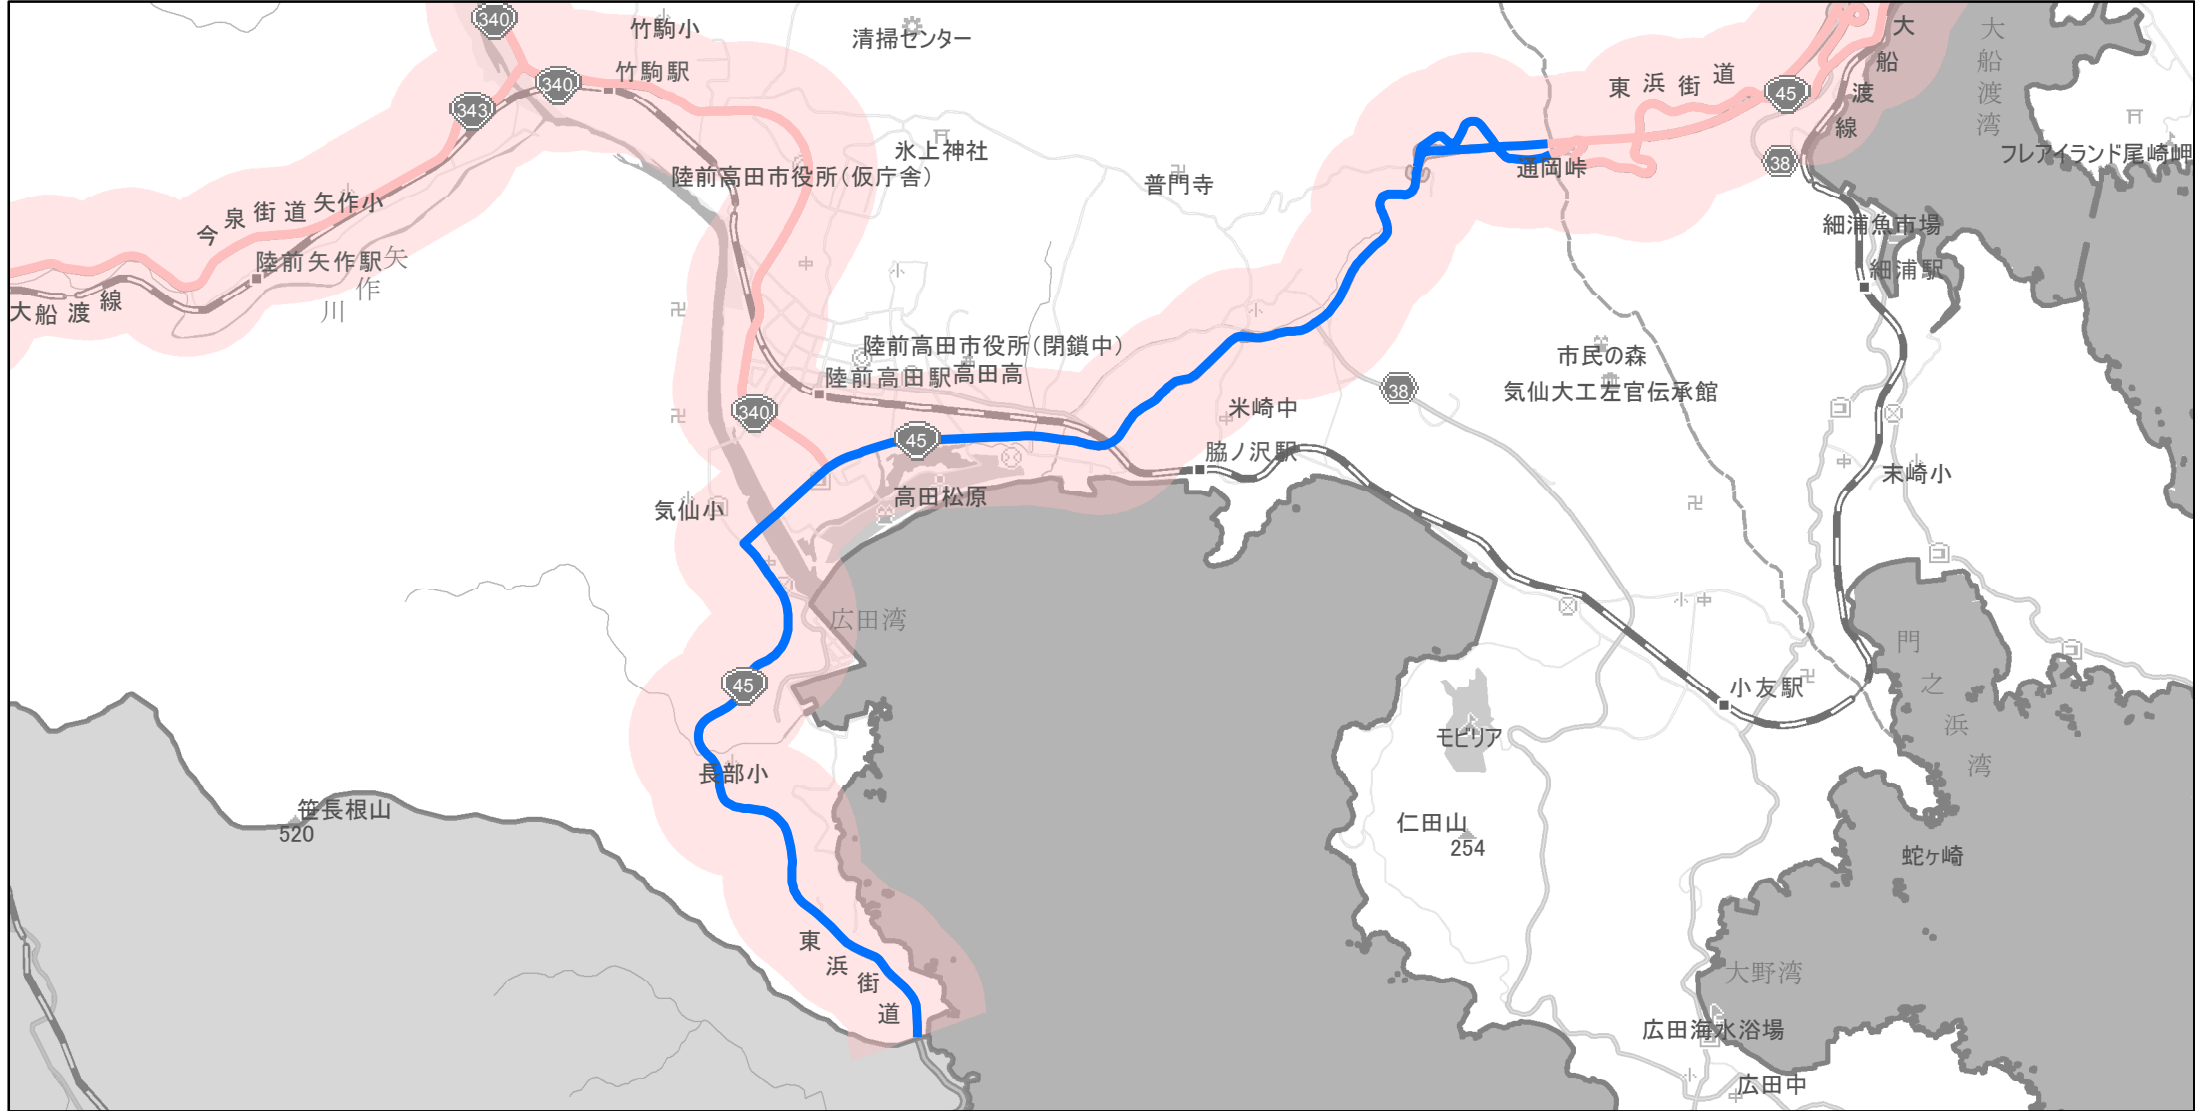 340
竹駒小
清掃センター
大船渡線
大船渡湾
竹駒駅
340
343
東浜街道
45
38
氷上神社
陸前高田市役所(仮庁舎)
普門寺
通岡峠
フレアイランド尾崎岬
今泉街道
矢作小
陸前矢作駅
矢作川
大船渡線
細浦魚市場
細浦駅
陸前高田市役所(閉鎖中)
陸前高田駅
高田高
市民の森
気仙大工左官伝承館
38
340
45
米崎中
脇ノ沢駅
高田松原
気仙小
末崎小
広田湾
門之浜湾
45
小友駅
モビリア
長部小
笹長根山
520
仁田山
254
蛇ヶ崎
東浜街道
大野湾
広田海水浴場
広田中